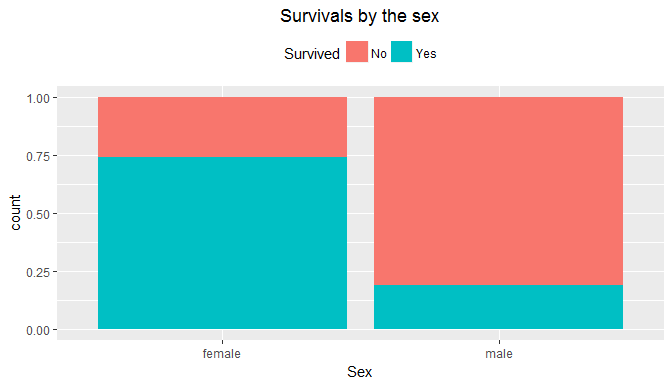 Survivals by the sex
Survived No Yes
1.00
0.75
0.50
0.25
0.00
count
female male
Sex